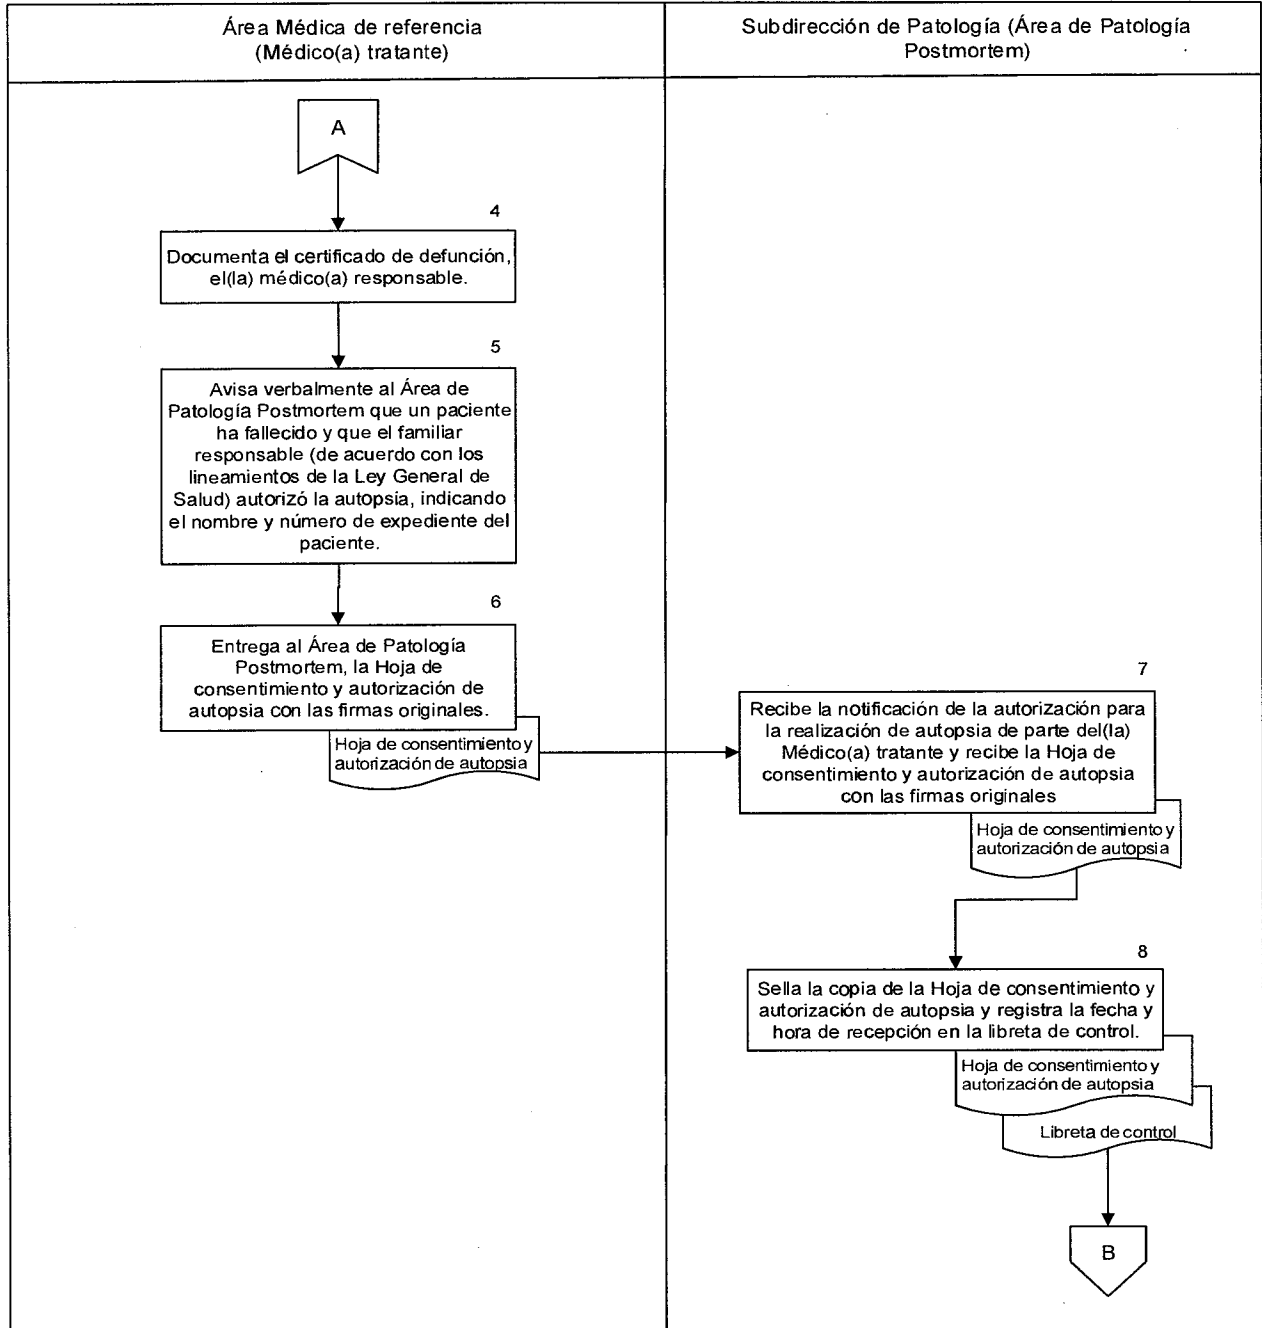 Área Médica de referencia
(Médico(a) tratante)
Subdirección de Patología (Área de Patología
Postmortem)
A
4
Documenta el certificado de defunción,
el(la) médico(a) responsable.
5
Avisa verbalmente al Área de
Patología Postmortem que un paciente
ha fallecido y que el familiar
responsable (de acuerdo con los
lineamientos de la Ley General de
Salud) autorizó la autopsia, indicando
el nombre y número de expediente del
paciente.
6
Entrega al Área de Patología
Postmortem, la Hoja de
consentimiento y autorización de
autopsia con las firmas originales.
Hoja de consentimiento y
autorización de autopsia
7
Recibe la notificación de la autorización para
la realización de autopsia de parte del(la)
Médico(a) tratante y recibe la Hoja de
consentimiento y autorización de autopsia
con las firmas originales
Hoja de consentimiento y
autorización de autopsia
8
Sella la copia de la Hoja de consentimiento y
autorización de autopsia y registra la fecha y
hora de recepción en la libreta de control.
Hoja de consentimiento y
autorización de autopsia
Libreta de control
B